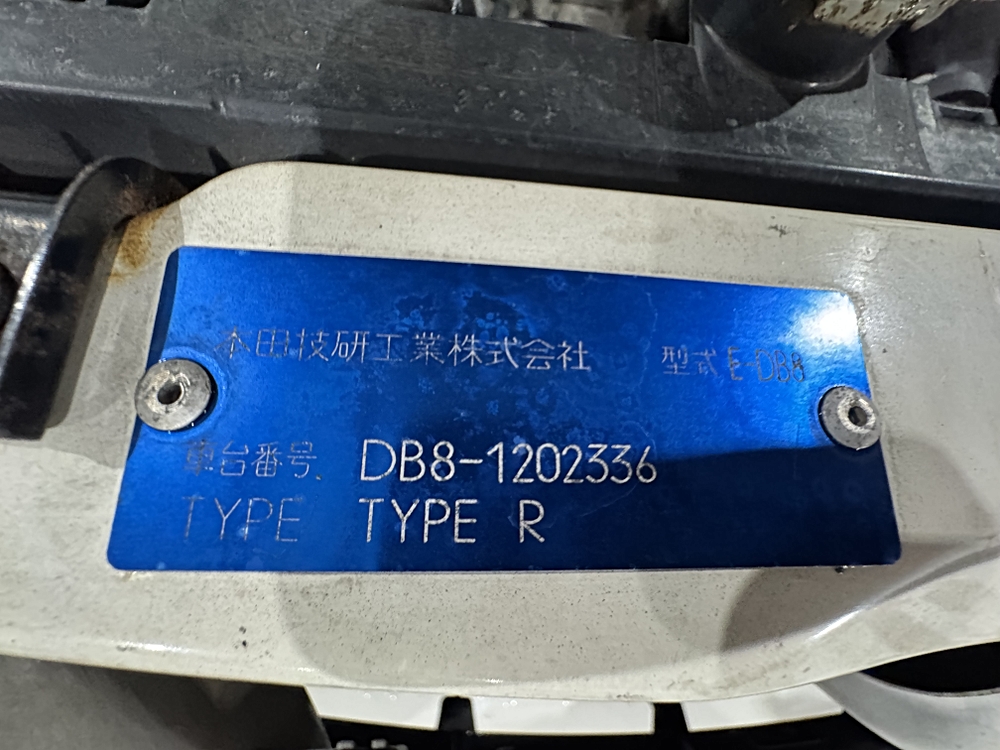 本田技研工業株式会社 型式 E-DB8
車台番号 DB8-1202336
TYPE TYPE R